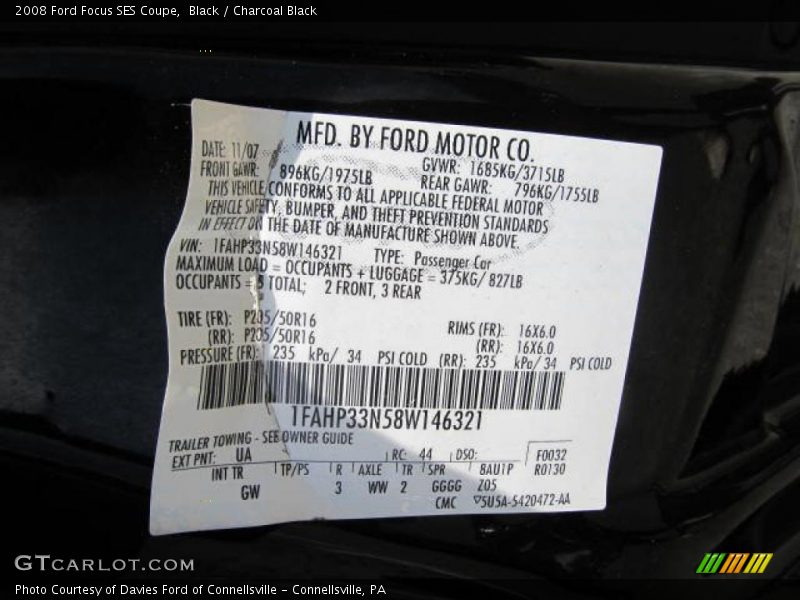 2008 Ford Focus SES Coupe, Black / Charcoal Black
MFD. BY FORD MOTOR CO.
DATE: 11/07 GVWR: 1685KG/3715LB
FRONT GAWR: 896KG/1975LB REAR GAWR: 796KG/1755LB
THIS VEHICLE CONFORMS TO ALL APPLICABLE FEDERAL MOTOR
VEHICLE SAFETY, BUMPER, AND THEFT PREVENTION STANDARDS
IN EFFECT ON THE DATE OF MANUFACTURE SHOWN ABOVE.
VIN: 1FAHP33N58W146321 TYPE: Passenger Car
MAXIMUM LOAD = OCCUPANTS + LUGGAGE = 375KG/ 827LB
OCCUPANTS = 5 TOTAL; 2 FRONT, 3 REAR
TIRE (FR): P205/50R16 RIMS (FR): 16X6.0
(RR): P205/50R16 (RR): 16X6.0
PRESSURE (FR): 235 kPa/ 34 PSI COLD (RR): 235 kPa/ 34 PSI COLD
1FAHP33N58W146321
TRAILER TOWING - SEE OWNER GUIDE
EXT PNT: UA RC: 44 DSO: F0032
R0130
INT TR TP/PS R AXLE TR SPR BAU1P
GW 3 WW 2 GGGG Z05
CMC ▽5U5A-5420472-AA
GTCARLOT.COM
Photo Courtesy of Davies Ford of Connellsville - Connellsville, PA